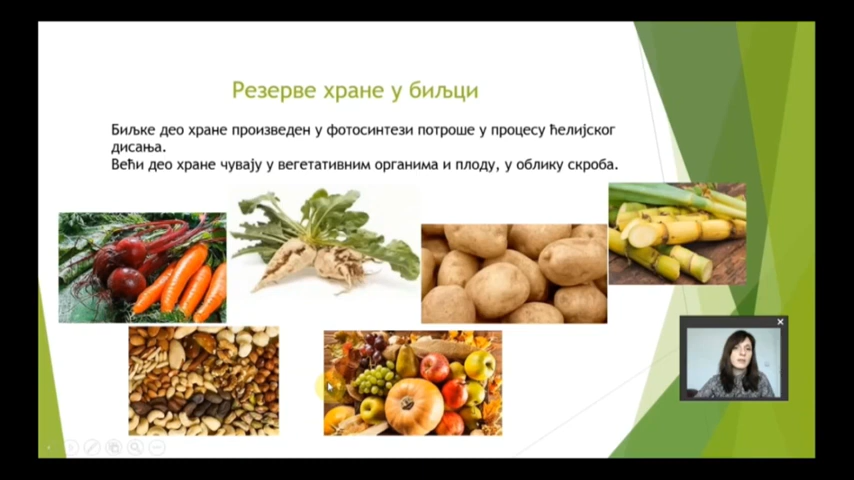 Резерве хране у биљци
Биљке део хране произведен у фотосинтези потроше у процесу ћелијског
дисања.
Већи део хране чувају у вегетативним органима и плоду, у облику скроба.